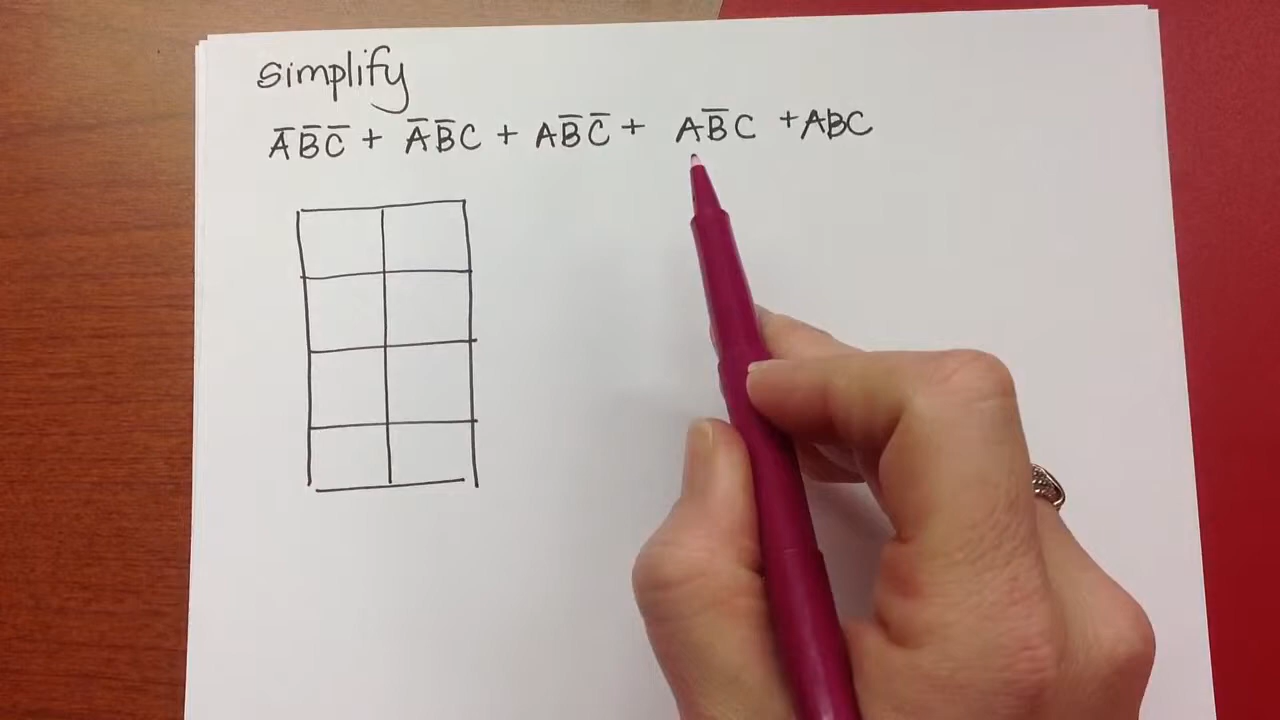 simplify
A̅B̅C̅ + A̅B̅C + AB̅C̅ + AB̅C + ABC